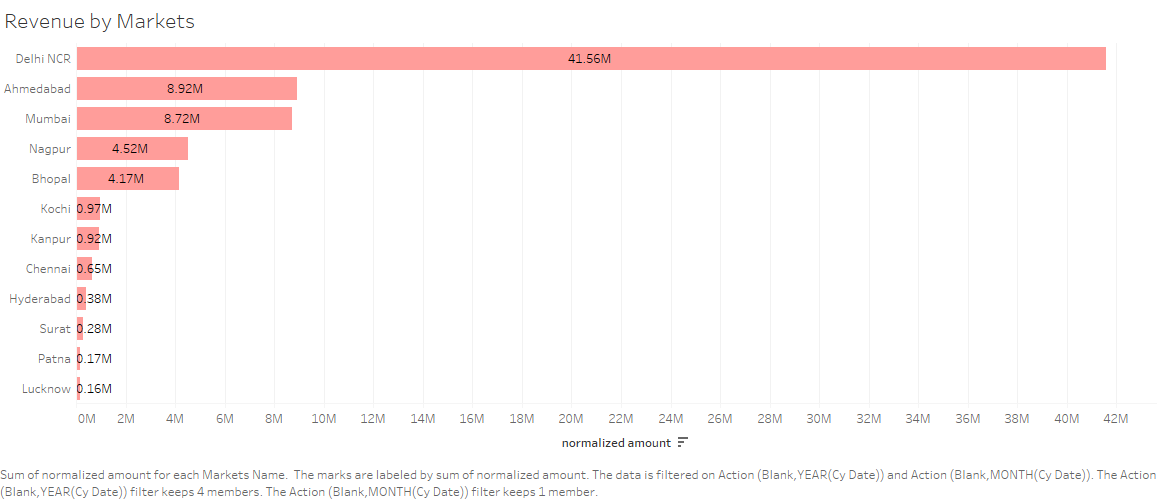 Revenue by Markets
Delhi NCR 41.56M
Ahmedabad 8.92M
Mumbai 8.72M
Nagpur 4.52M
Bhopal 4.17M
Kochi 0.97M
Kanpur 0.92M
Chennai 0.65M
Hyderabad 0.38M
Surat 0.28M
Patna 0.17M
Lucknow 0.16M
0M 2M 4M 6M 8M 10M 12M 14M 16M 18M 20M 22M 24M 26M 28M 30M 32M 34M 36M 38M 40M 42M
normalized amount
Sum of normalized amount for each Markets Name. The marks are labeled by sum of normalized amount. The data is filtered on Action (Blank,YEAR(Cy Date)) and Action (Blank,MONTH(Cy Date)). The Action
(Blank,YEAR(Cy Date)) filter keeps 4 members. The Action (Blank,MONTH(Cy Date)) filter keeps 1 member.